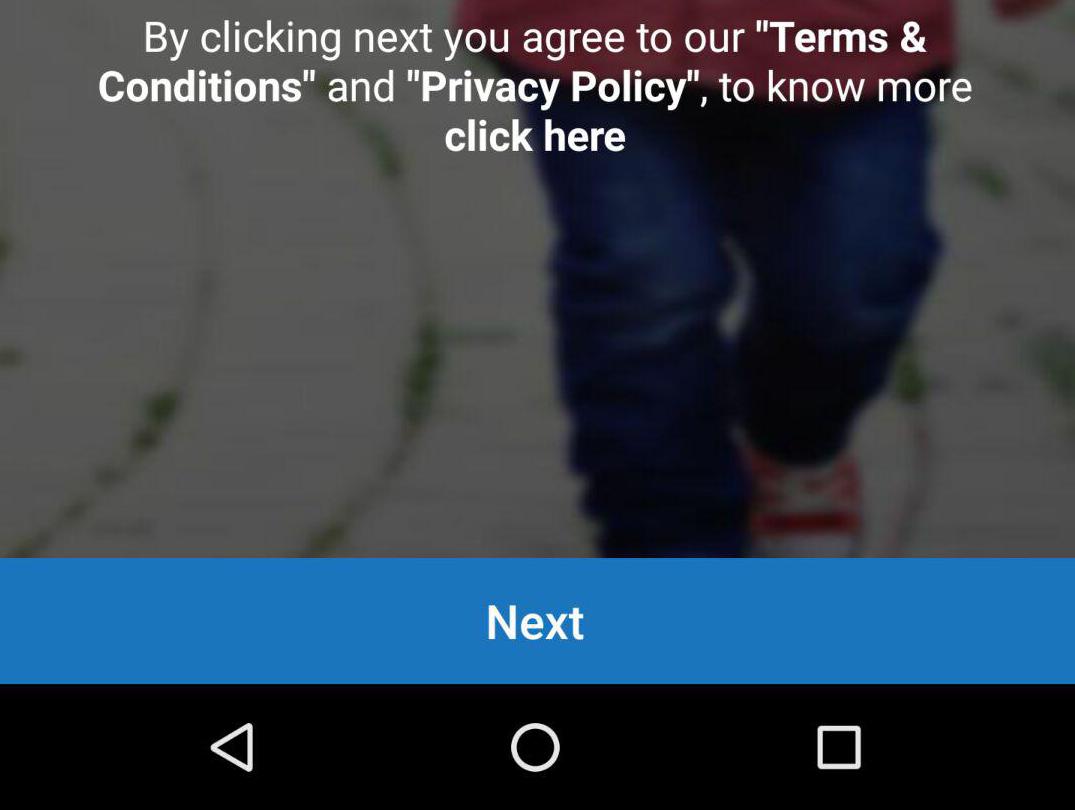 By clicking next you agree to our "Terms &
Conditions" and "Privacy Policy", to know more
click here
Next